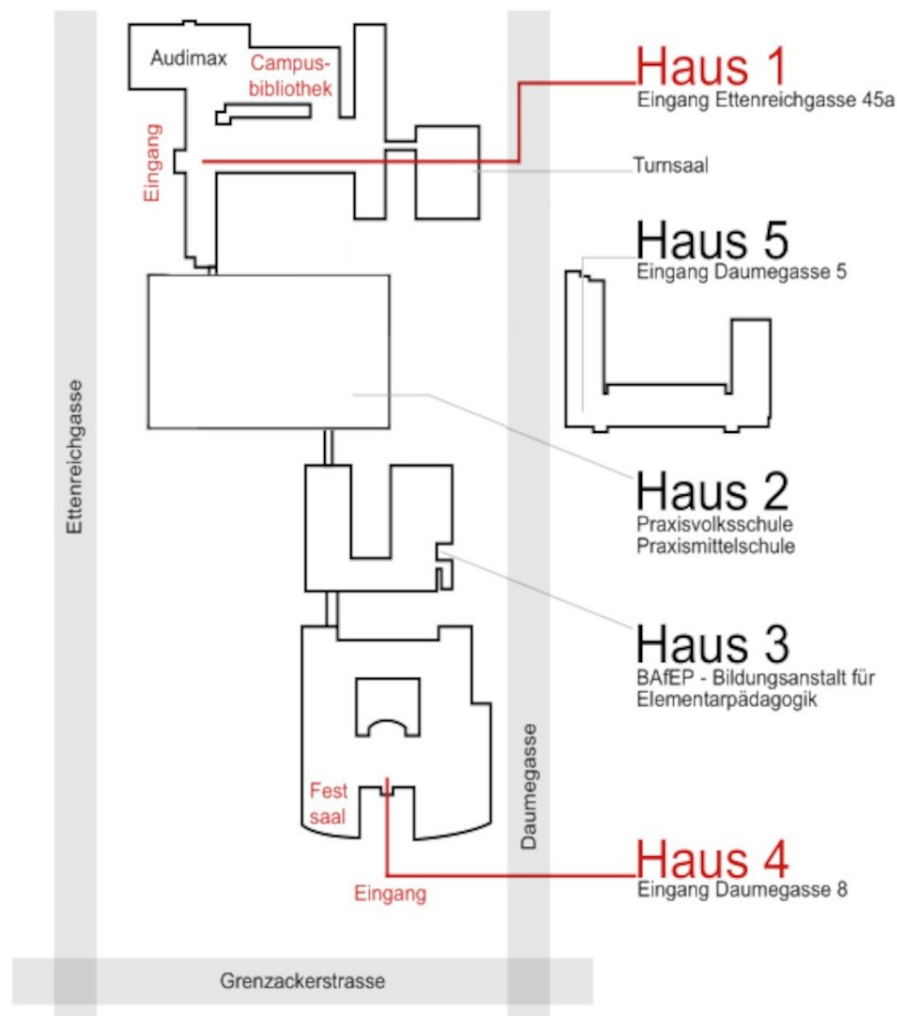 Audimax
Campus-
bibliothek
Eingang
Haus 1
Eingang Ettenreichgasse 45a
Turnsaal
Haus 5
Eingang Daumegasse 5
Ettenreichgasse
Haus 2
Praxisvolksschule
Praxismittelschule
Haus 3
BAfEP - Bildungsanstalt für
Elementarpädagogik
Daumegasse
Fest
saal
Eingang
Haus 4
Eingang Daumegasse 8
Grenzackerstrasse